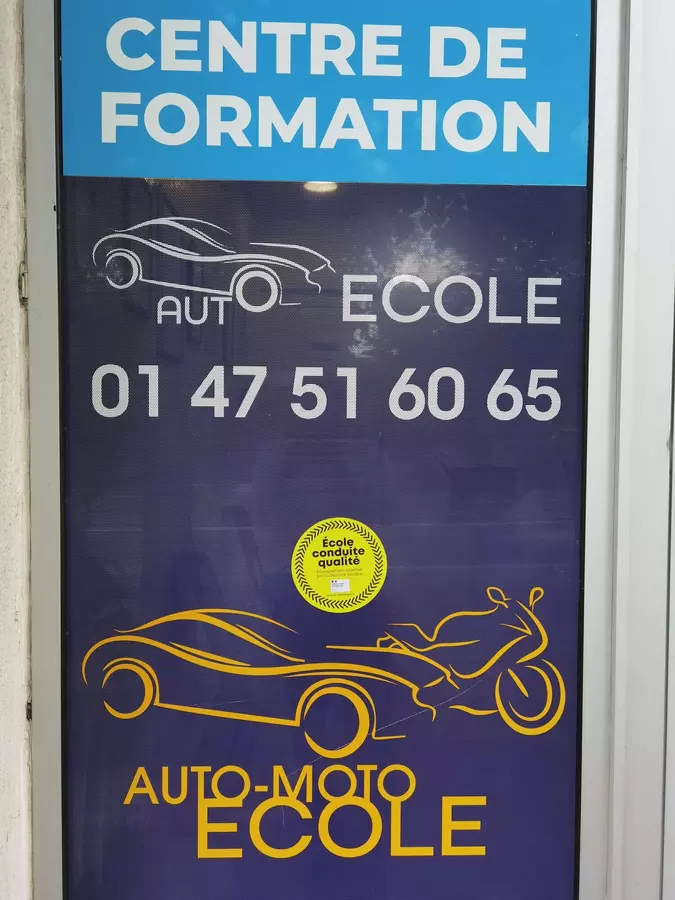 CENTRE DE
FORMATION
AUTO ECOLE
01 47 51 60 65
École
conduite
qualité
AUTO-MOTO
ECOLE